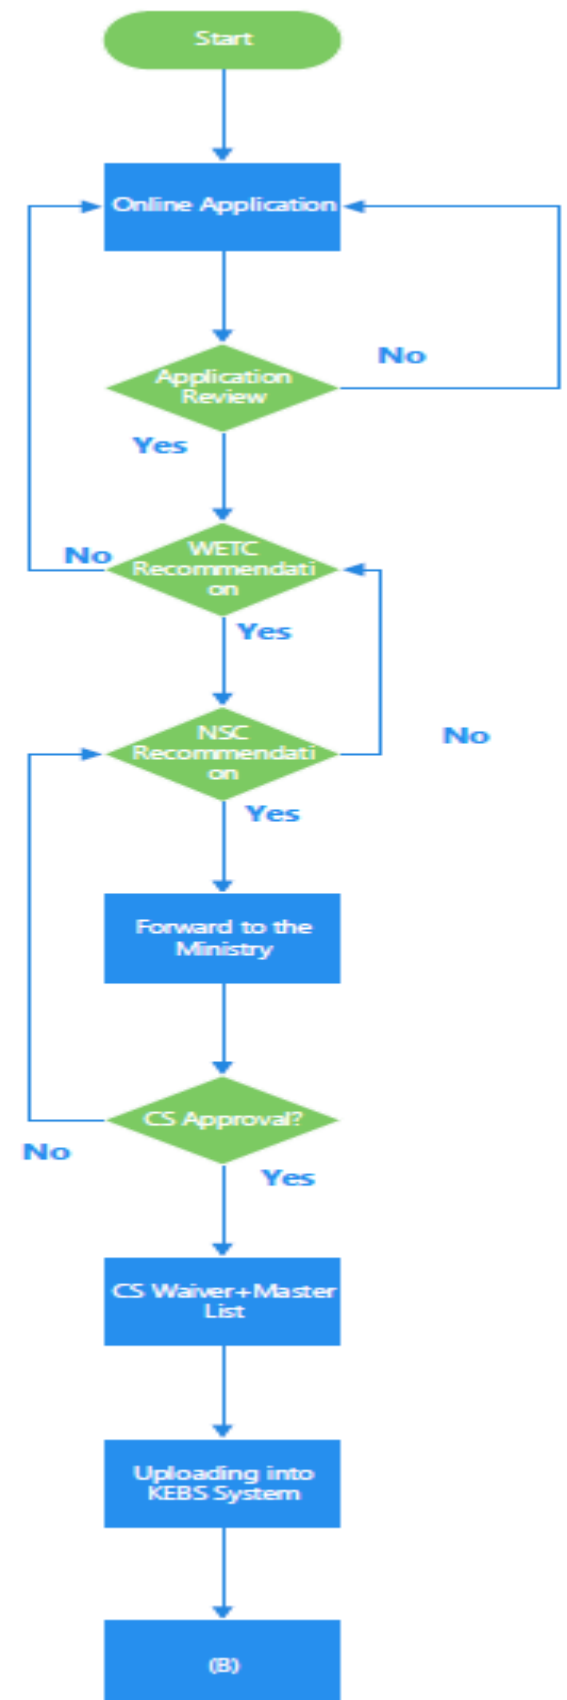 Start
Online Application
No
Application
Review
Yes
No
WETC
Recommendati
on
Yes
NSC
Recommendati
on
No
Yes
Forward to the
Ministry
CS Approval?
No
Yes
CS Waiver+Master
List
Uploading into
KEBS System
(B)